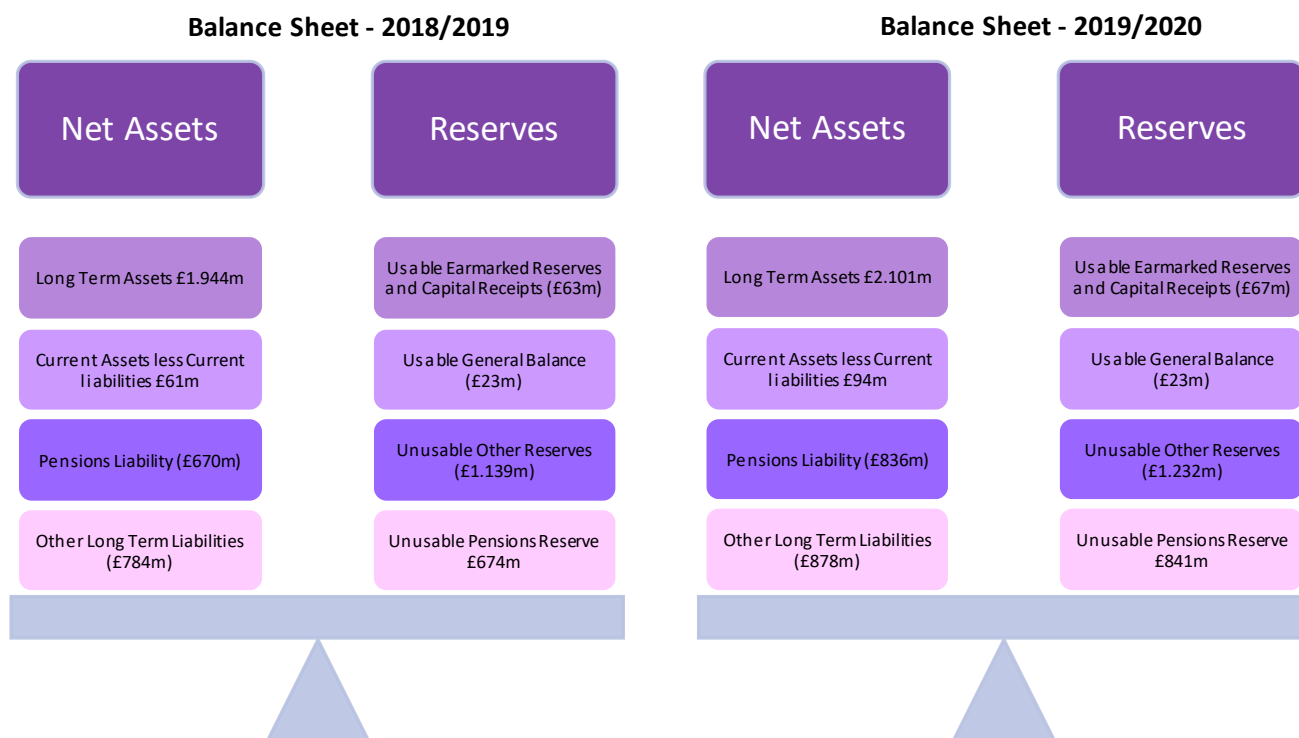 Balance Sheet - 2018/2019
Net Assets
Reserves
Long Term Assets £1.944m
Usable Earmarked Reserves
and Capital Receipts (£63m)
Current Assets less Current
liabilities £61m
Usable General Balance
(£23m)
Pensions Liability (£670m)
Unusable Other Reserves
(£1.139m)
Other Long Term Liabilities
(£784m)
Unusable Pensions Reserve
£674m
Balance Sheet - 2019/2020
Net Assets
Reserves
Long Term Assets £2.101m
Usable Earmarked Reserves
and Capital Receipts (£67m)
Current Assets less Current
liabilities £94m
Usable General Balance
(£23m)
Pensions Liability (£836m)
Unusable Other Reserves
(£1.232m)
Other Long Term Liabilities
(£878m)
Unusable Pensions Reserve
£841m